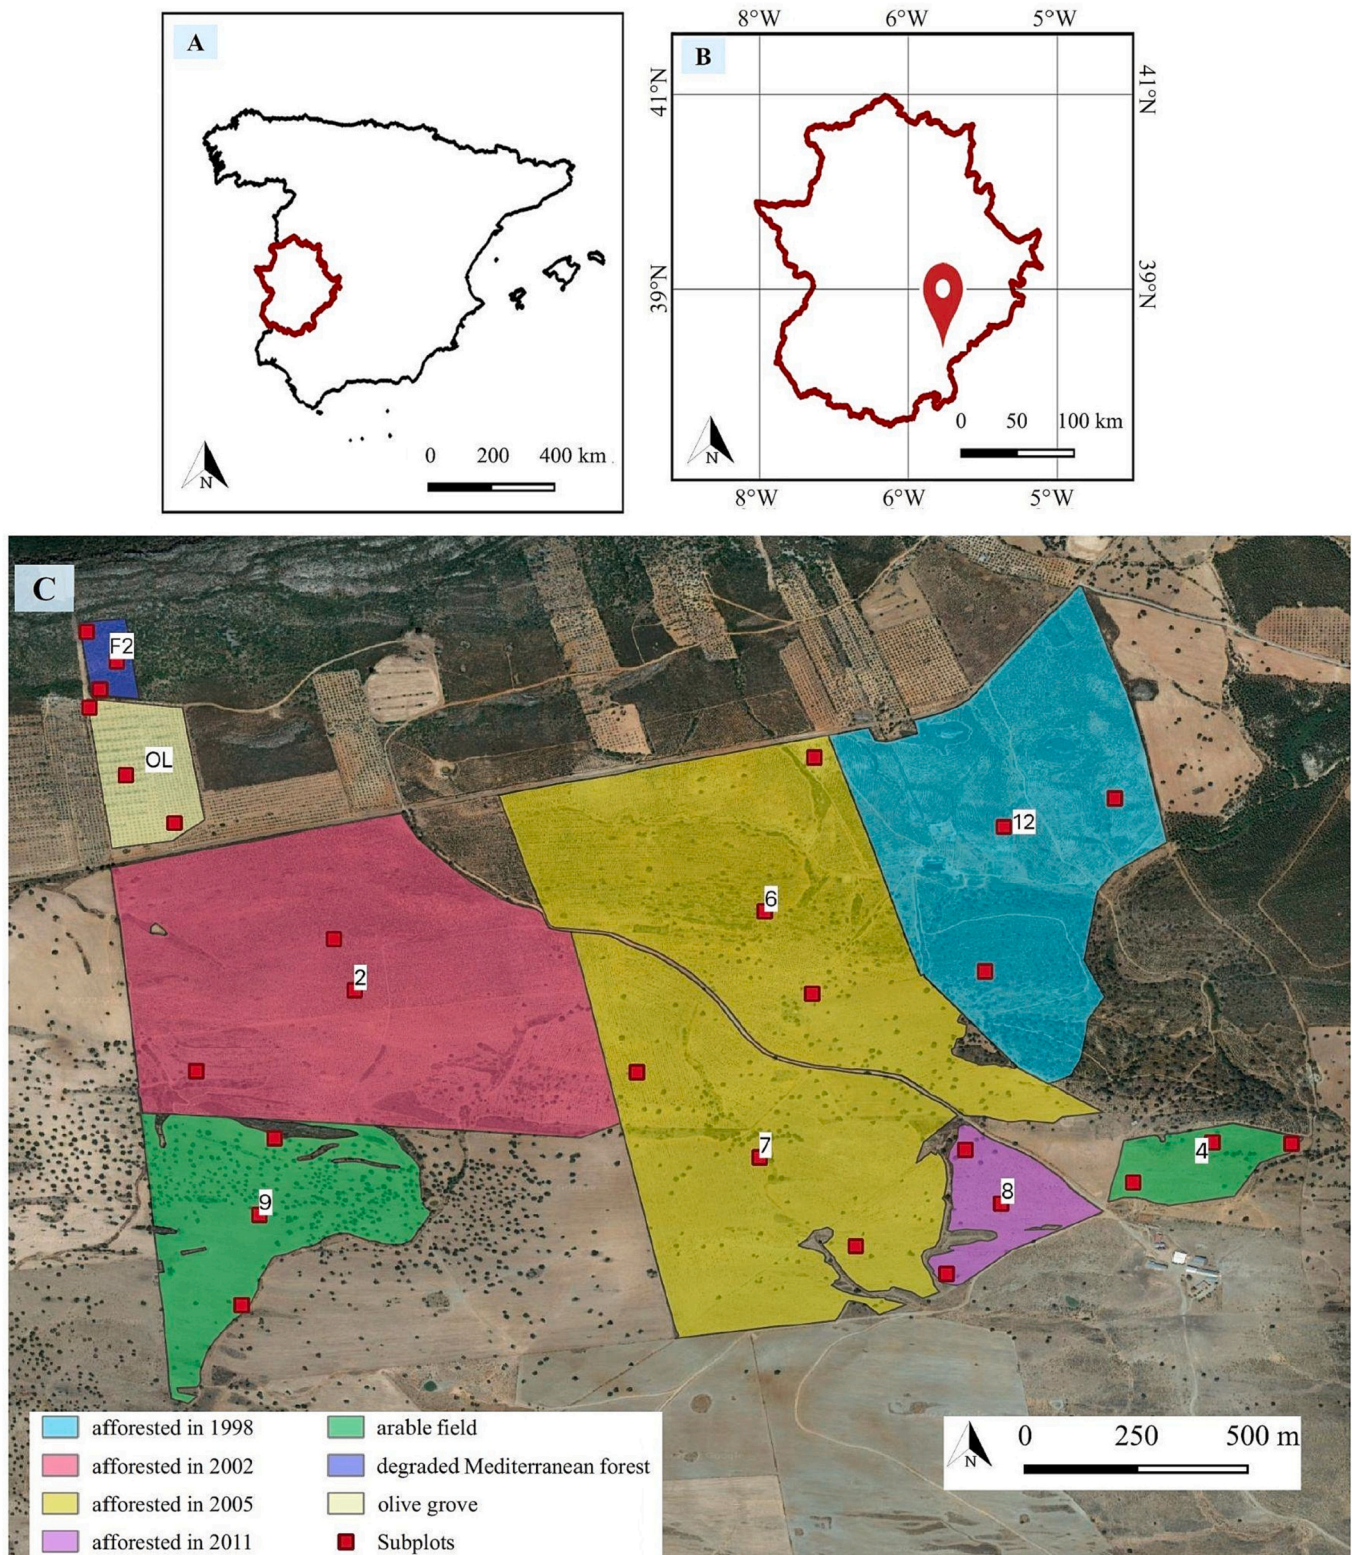 A
N
0 200 400 km
8°W 6°W 5°W
B
41°N 41°N
39°N 39°N
N
0 50 100 km
8°W 6°W 5°W
C
F2
OL
12
6
2
7
4
8
9
afforested in 1998
afforested in 2002
afforested in 2005
afforested in 2011
arable field
degraded Mediterranean forest
olive grove
Subplots
N
0 250 500 m